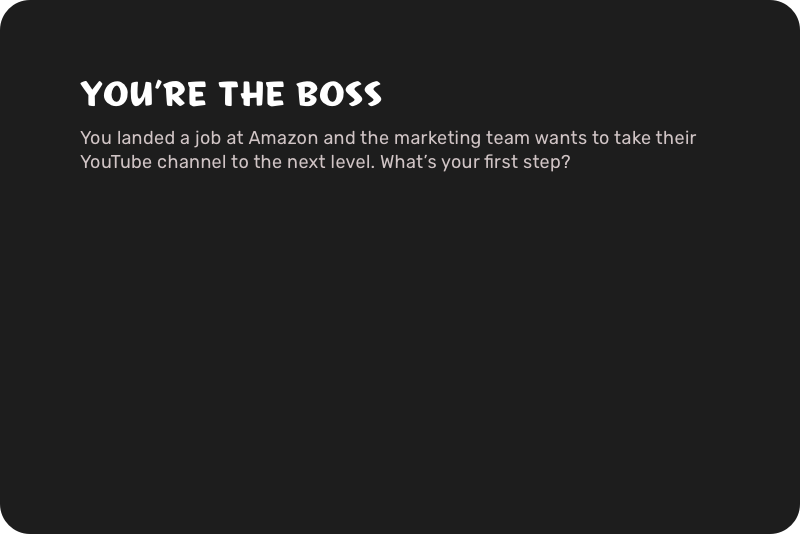 YOU'RE THE BOSS
You landed a job at Amazon and the marketing team wants to take their
YouTube channel to the next level. What's your first step?